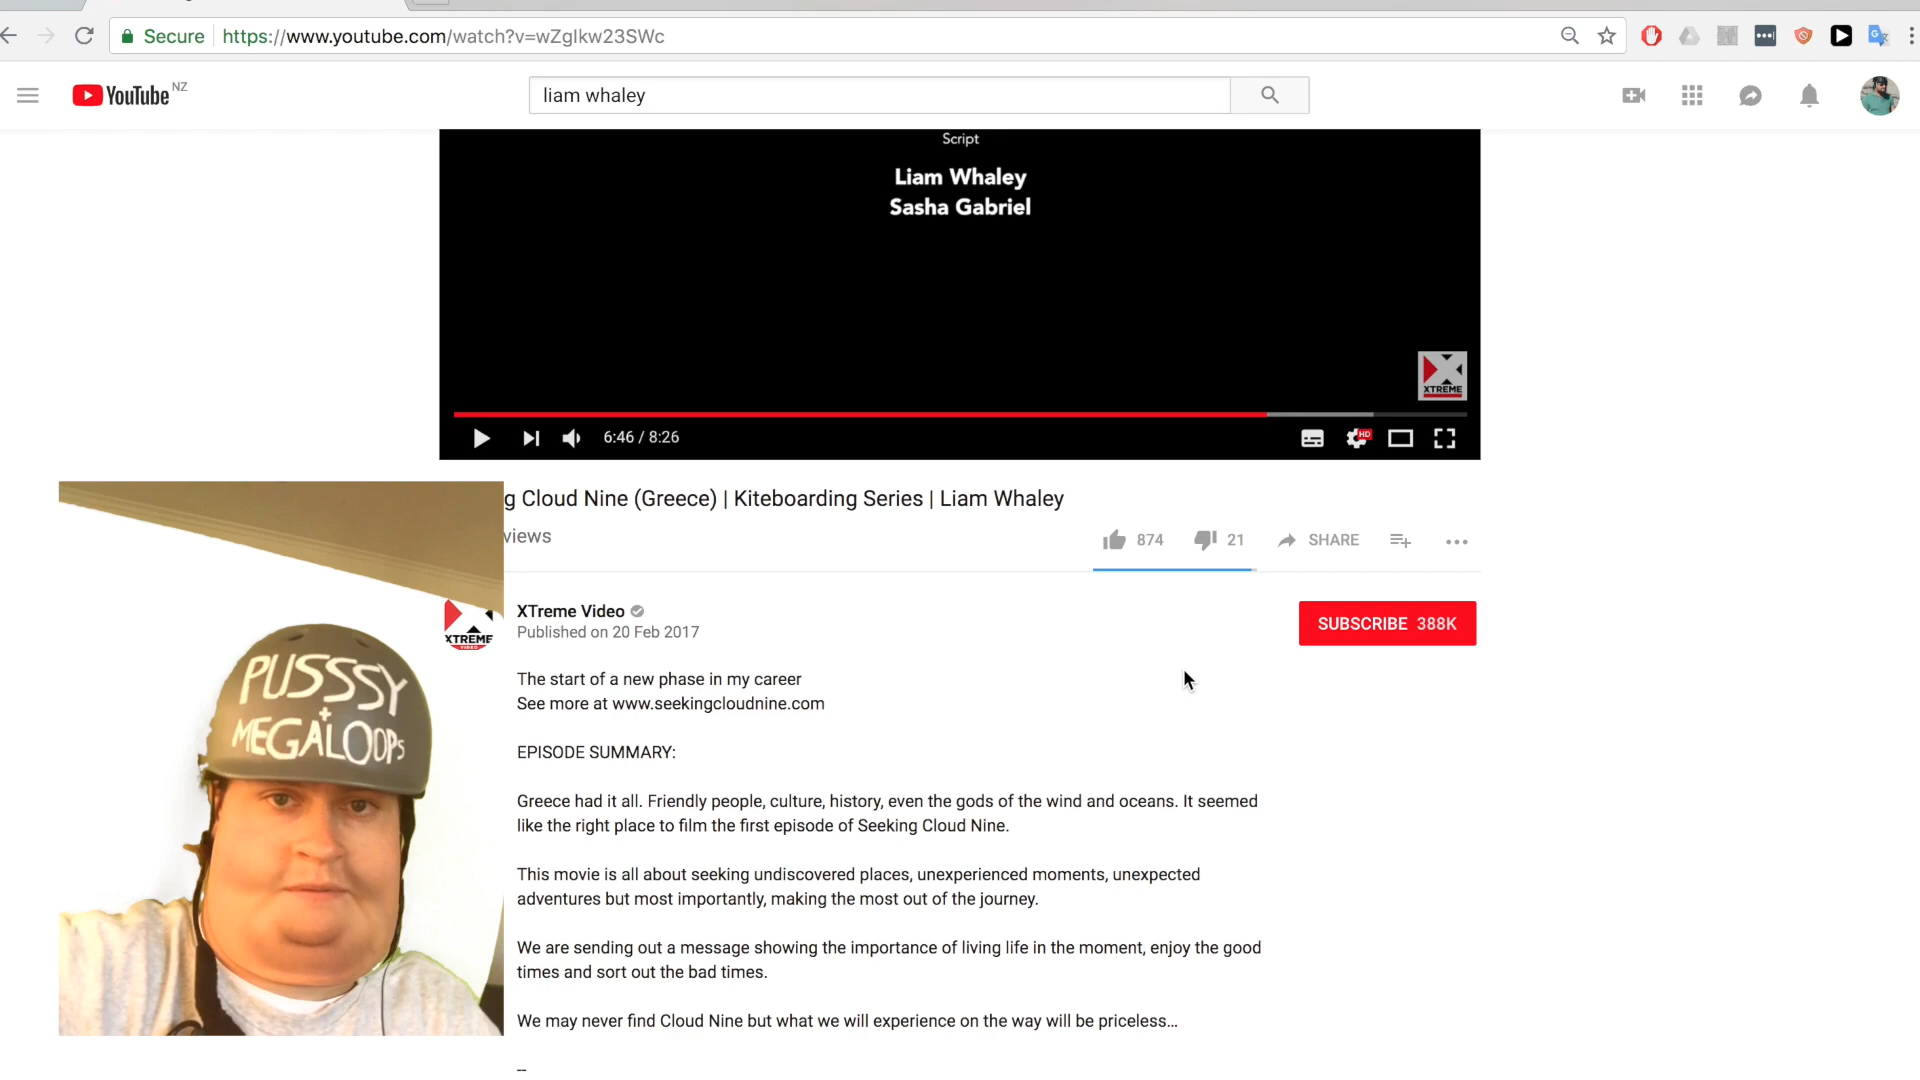 Secure
https://www.youtube.com/watch?v=wZgIkw23SWc
YouTube NZ
liam whaley
Script
Liam Whaley
Sasha Gabriel
XTREME
6:46 / 8:26
HD
g Cloud Nine (Greece) | Kiteboarding Series | Liam Whaley
views
874
21
SHARE
XTREME
VIDEO
XTreme Video
Published on 20 Feb 2017
SUBSCRIBE 388K
The start of a new phase in my career
See more at www.seekingcloudnine.com
EPISODE SUMMARY:
Greece had it all. Friendly people, culture, history, even the gods of the wind and oceans. It seemed
like the right place to film the first episode of Seeking Cloud Nine.
This movie is all about seeking undiscovered places, unexperienced moments, unexpected
adventures but most importantly, making the most out of the journey.
We are sending out a message showing the importance of living life in the moment, enjoy the good
times and sort out the bad times.
We may never find Cloud Nine but what we will experience on the way will be priceless...
--
PUSSSY
+
MEGALOOPs